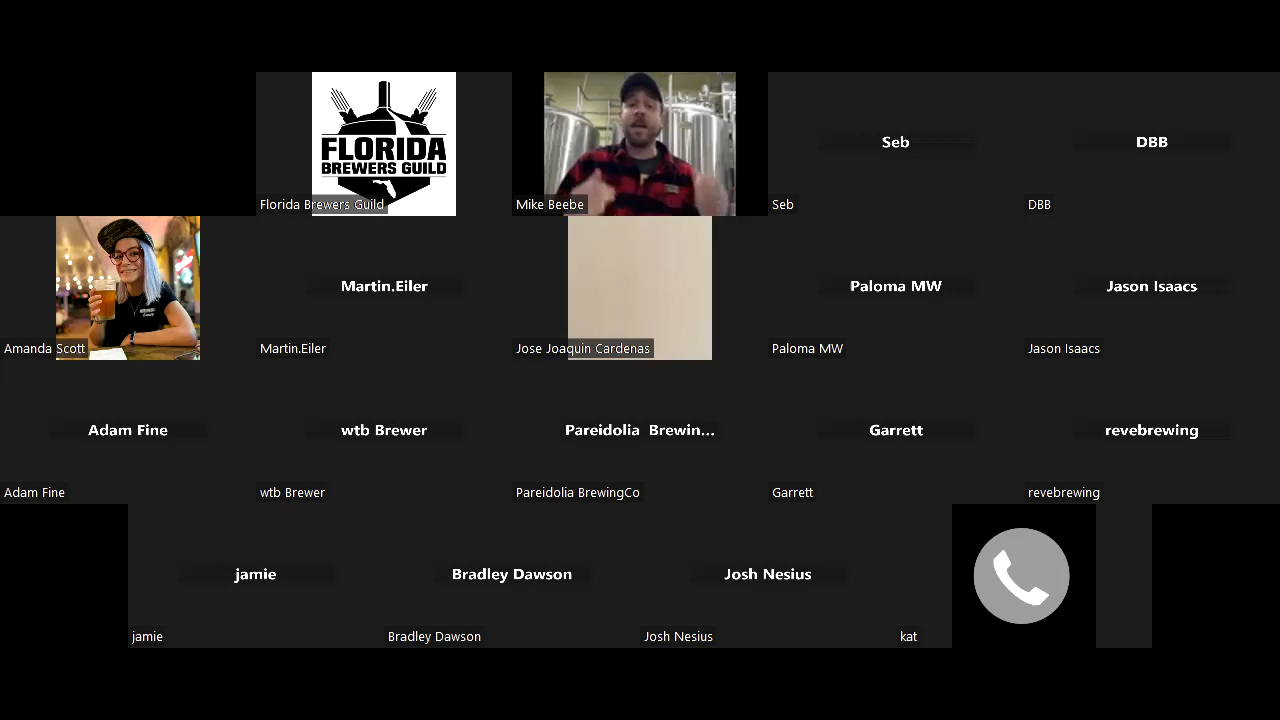 FLORIDA
BREWERS GUILD
Florida Brewers Guild
Mike Beebe
Seb
Seb
DBB
DBB
Amanda Scott
Martin.Eiler
Martin.Eiler
Jose Joaquin Cardenas
Paloma MW
Paloma MW
Jason Isaacs
Jason Isaacs
Adam Fine
Adam Fine
wtb Brewer
wtb Brewer
Pareidolia Brewin...
Pareidolia BrewingCo
Garrett
Garrett
revebrewing
revebrewing
jamie
jamie
Bradley Dawson
Bradley Dawson
Josh Nesius
Josh Nesius
kat